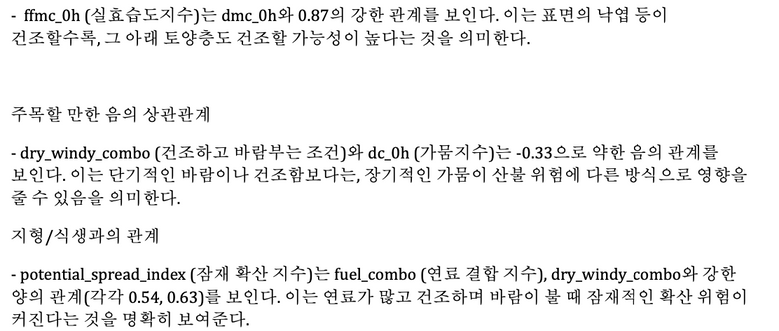 - ffmc_0h (실효습도지수)는 dmc_0h와 0.87의 강한 관계를 보인다. 이는 표면의 낙엽 등이
건조할수록, 그 아래 토양층도 건조할 가능성이 높다는 것을 의미한다.
주목할 만한 음의 상관관계
- dry_windy_combo (건조하고 바람부는 조건)와 dc_0h (가뭄지수)는 -0.33으로 약한 음의 관계를
보인다. 이는 단기적인 바람이나 건조함보다는, 장기적인 가뭄이 산불 위험에 다른 방식으로 영향을
줄 수 있음을 의미한다.
지형/식생과의 관계
- potential_spread_index (잠재 확산 지수)는 fuel_combo (연료 결합 지수), dry_windy_combo와 강한
양의 관계(각각 0.54, 0.63)를 보인다. 이는 연료가 많고 건조하며 바람이 불 때 잠재적인 확산 위험이
커진다는 것을 명확히 보여준다.